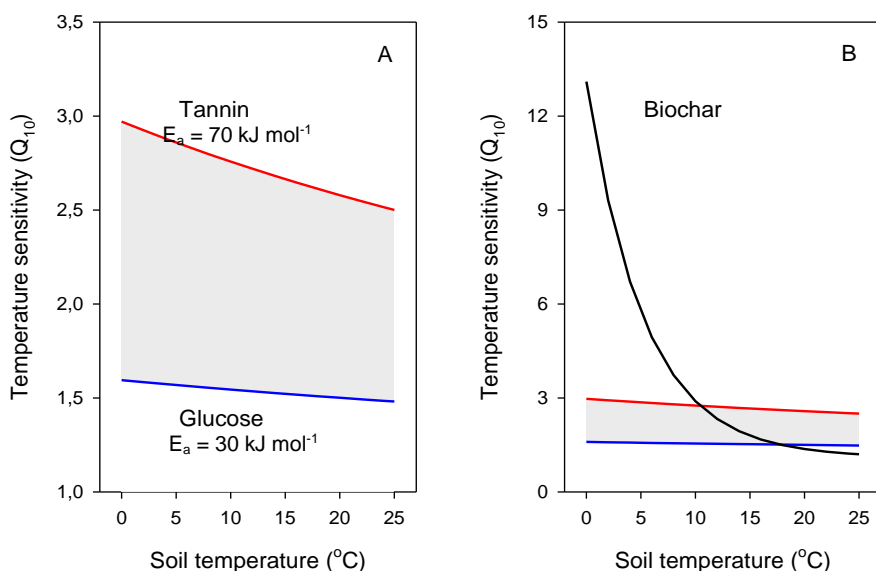 A
Temperature sensitivity (Q10)
3,5
3,0
2,5
2,0
1,5
1,0
Tannin
Ea = 70 kJ mol-1
Glucose
Ea = 30 kJ mol-1
0 5 10 15 20 25
Soil temperature (oC)
B
Temperature sensitivity (Q10)
15
12
9
6
3
0
Biochar
0 5 10 15 20 25
Soil temperature (oC)